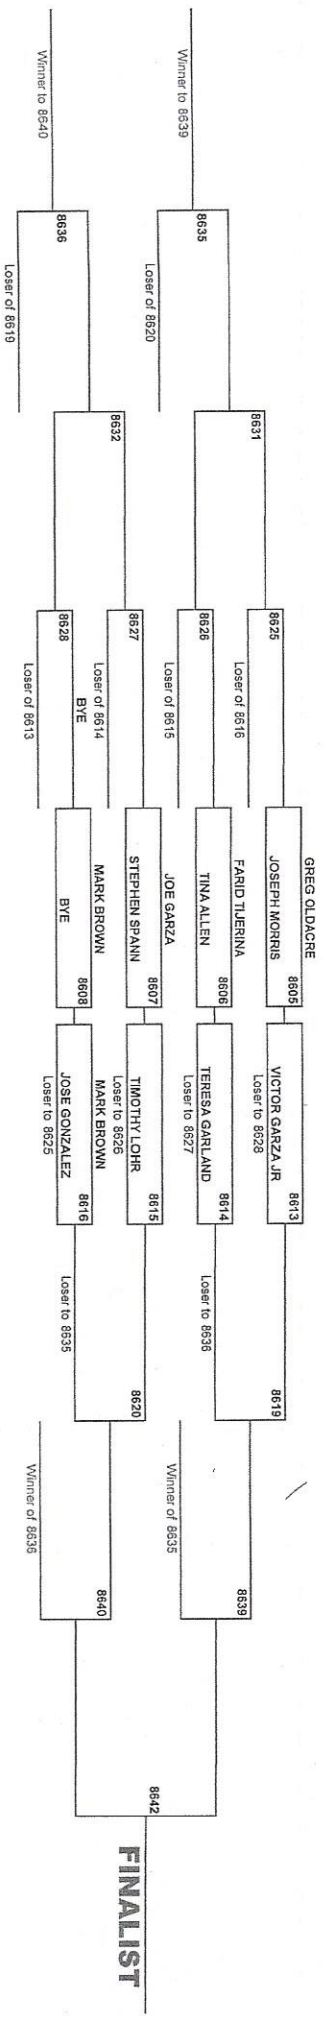 GREG OLDACRE
JOSEPH MORRIS
8605
VICTOR GARZA JR
8613
Loser to 8628
FARID TIJERINA
TINA ALLEN
8606
TERESA GARLAND
8614
Loser to 8627
JOE GARZA
STEPHEN SPANN
8607
TIMOTHY LOHR
8615
Loser to 8626
MARK BROWN
BYE
8608
MARK BROWN
JOSE GONZALEZ
8616
Loser to 8625
8619
Loser to 8636
8620
Loser to 8635
8639
Winner of 8635
8640
Winner of 8636
8642
FINALIST
8625
Loser of 8616
8626
Loser of 8615
8627
Loser of 8614
BYE
8628
Loser of 8613
8631
8632
8635
Loser of 8620
Winner to 8639
8636
Loser of 8619
Winner to 8640